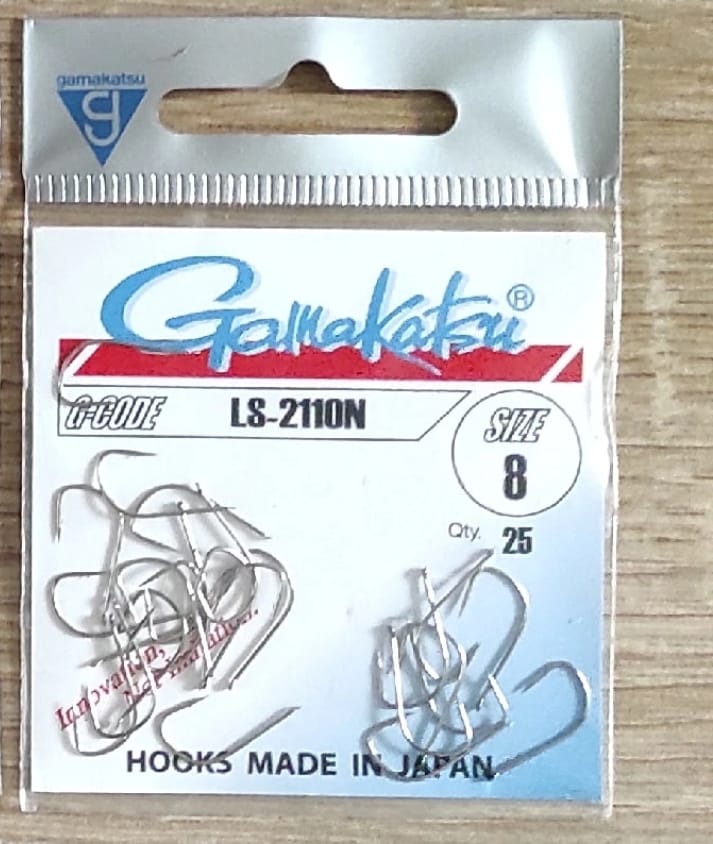 gamakatsu
g
Gamakatsu®
G-CODE
LS-2110N
SIZE
8
Qty. 25
Innovation,
Not Imitation.
HOOKS MADE IN JAPAN